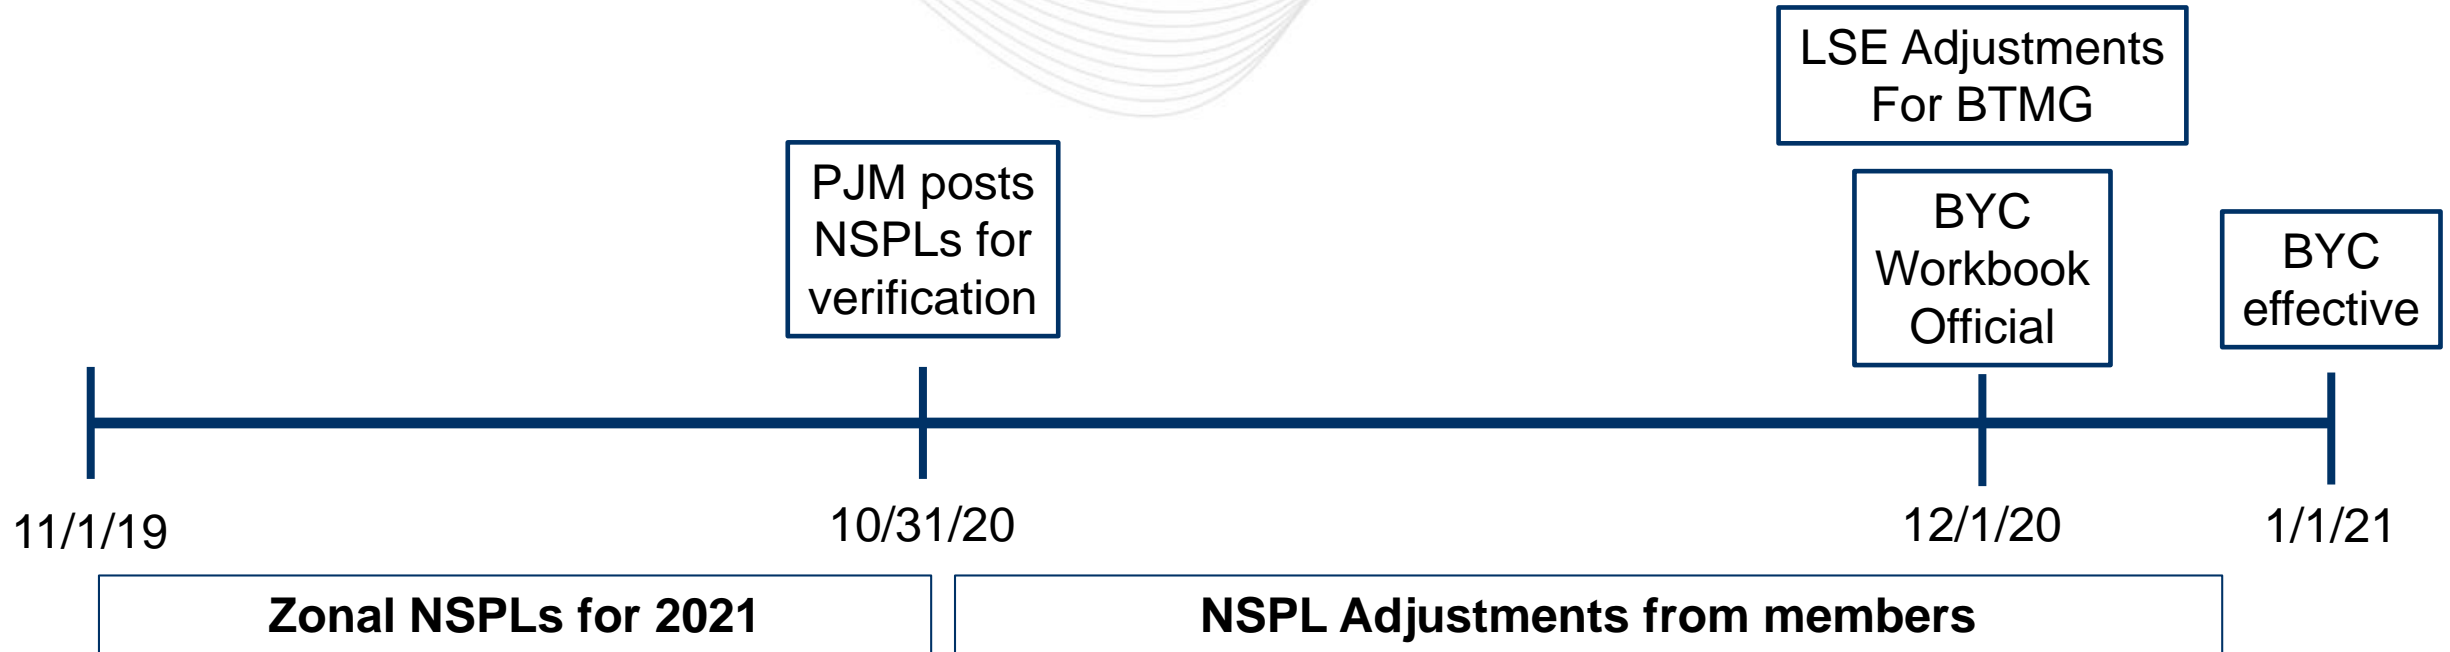 LSE Adjustments
For BTMG
PJM posts
NSPLs for
verification
BYC
Workbook
Official
BYC
effective
11/1/19
10/31/20
12/1/20
1/1/21
Zonal NSPLs for 2021
NSPL Adjustments from members